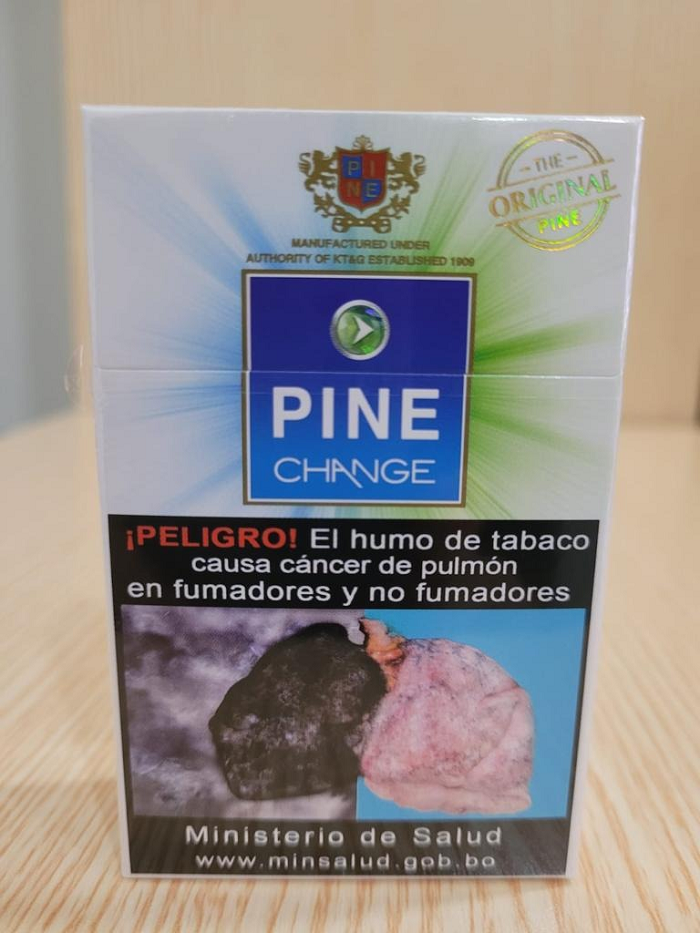 PINE
THE
ORIGINAL
PINE
MANUFACTURED UNDER
AUTHORITY OF KT&G ESTABLISHED 1909
PINE
CHANGE
¡PELIGRO! El humo de tabaco
causa cáncer de pulmón
en fumadores y no fumadores
Ministerio de Salud
www.minsalud.gob.bo